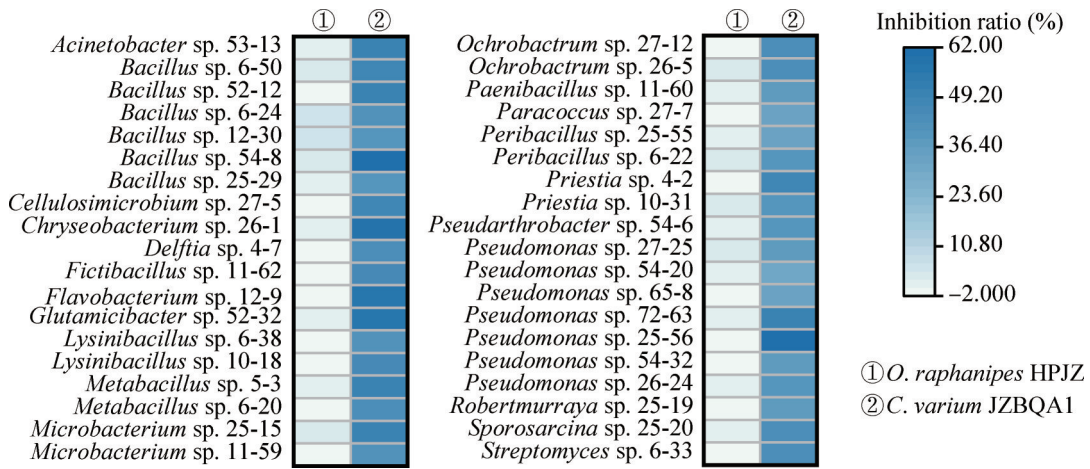 ① ②
Acinetobacter sp. 53-13
Bacillus sp. 6-50
Bacillus sp. 52-12
Bacillus sp. 6-24
Bacillus sp. 12-30
Bacillus sp. 54-8
Bacillus sp. 25-29
Cellulosimicrobium sp. 27-5
Chryseobacterium sp. 26-1
Delftia sp. 4-7
Fictibacillus sp. 11-62
Flavobacterium sp. 12-9
Glutamicibacter sp. 52-32
Lysinibacillus sp. 6-38
Lysinibacillus sp. 10-18
Metabacillus sp. 5-3
Metabacillus sp. 6-20
Microbacterium sp. 25-15
Microbacterium sp. 11-59
① ②
Ochrobactrum sp. 27-12
Ochrobactrum sp. 26-5
Paenibacillus sp. 11-60
Paracoccus sp. 27-7
Peribacillus sp. 25-55
Peribacillus sp. 6-22
Priestia sp. 4-2
Priestia sp. 10-31
Pseudarthrobacter sp. 54-6
Pseudomonas sp. 27-25
Pseudomonas sp. 54-20
Pseudomonas sp. 65-8
Pseudomonas sp. 72-63
Pseudomonas sp. 25-56
Pseudomonas sp. 54-32
Pseudomonas sp. 26-24
Robertmurraya sp. 25-19
Sporosarcina sp. 25-20
Streptomyces sp. 6-33
Inhibition ratio (%)
62.00
49.20
36.40
23.60
10.80
−2.000
①O. raphanipes HPJZ
②C. varium JZBQA1